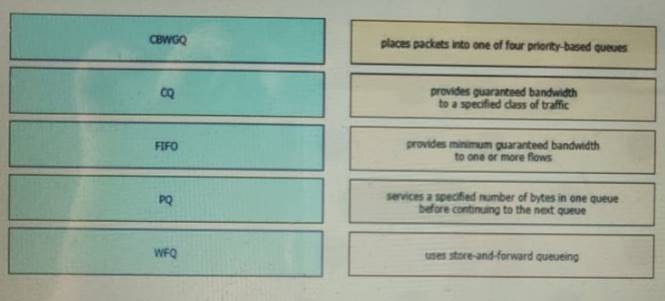 CBWGQ
places packets into one of four priority-based queues
CQ
provides guaranteed bandwidth
to a specified class of traffic
FIFO
provides minimum guaranteed bandwidth
to one or more flows
PQ
services a specified number of bytes in one queue
before continuing to the next queue
WFQ
uses store-and-forward queueing